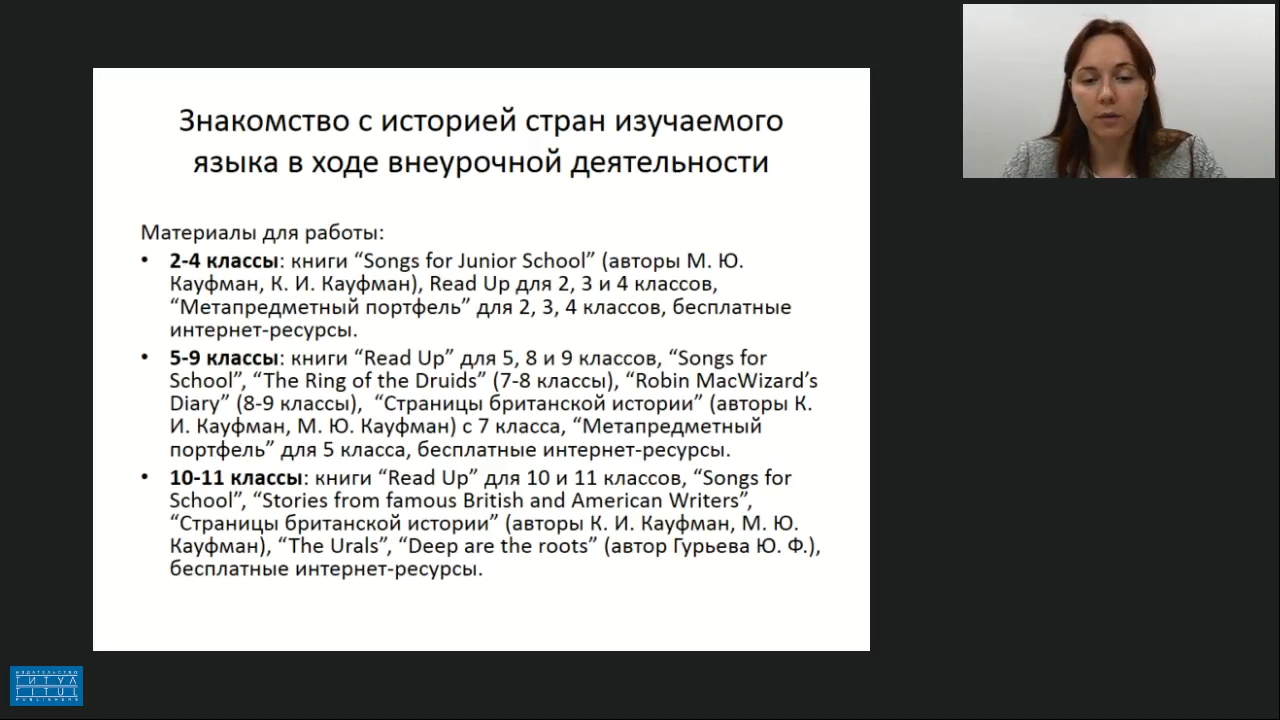 Знакомство с историей стран изучаемого
языка в ходе внеурочной деятельности
Материалы для работы:
• 2-4 классы: книги “Songs for Junior School” (авторы М. Ю.
Кауфман, К. И. Кауфман), Read Up для 2, 3 и 4 классов,
“Метапредметный портфель” для 2, 3, 4 классов, бесплатные
интернет-ресурсы.
• 5-9 классы: книги “Read Up” для 5, 8 и 9 классов, “Songs for
School”, “The Ring of the Druids” (7-8 классы), “Robin MacWizard’s
Diary” (8-9 классы), “Страницы британской истории” (авторы К.
И. Кауфман, М. Ю. Кауфман) с 7 класса, “Метапредметный
портфель” для 5 класса, бесплатные интернет-ресурсы.
• 10-11 классы: книги “Read Up” для 10 и 11 классов, “Songs for
School”, “Stories from famous British and American Writers”,
“Страницы британской истории” (авторы К. И. Кауфман, М. Ю.
Кауфман), “The Urals”, “Deep are the roots” (автор Гурьева Ю. Ф.),
бесплатные интернет-ресурсы.
ИЗДАТЕЛЬСТВО
ТИТУЛ
TITUL
PUBLISHERS